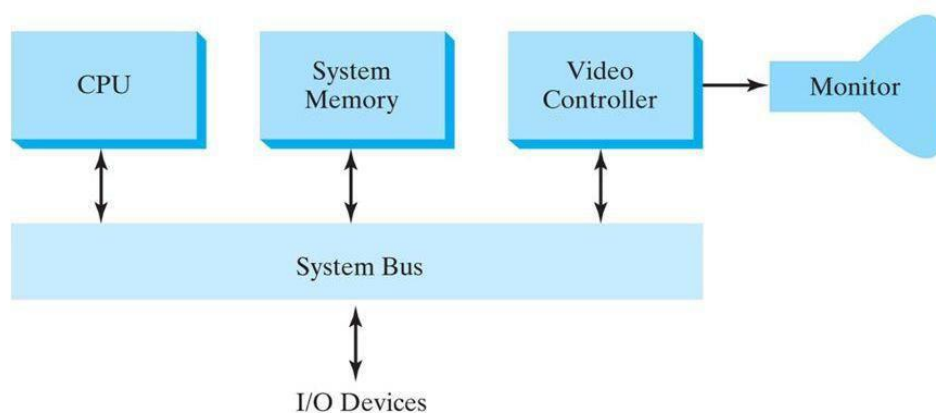 CPU
System
Memory
Video
Controller
Monitor
System Bus
I/O Devices